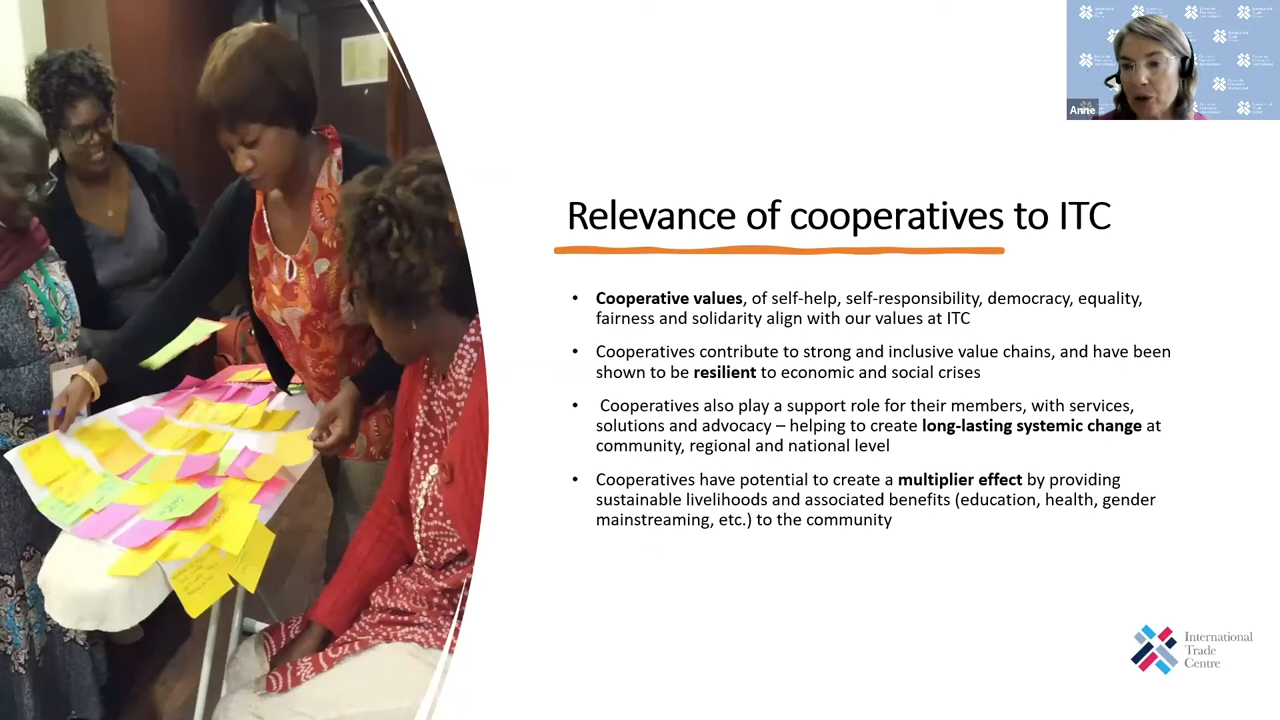 Anne
Relevance of cooperatives to ITC
• Cooperative values, of self-help, self-responsibility, democracy, equality,
fairness and solidarity align with our values at ITC
• Cooperatives contribute to strong and inclusive value chains, and have been
shown to be resilient to economic and social crises
• Cooperatives also play a support role for their members, with services,
solutions and advocacy – helping to create long-lasting systemic change at
community, regional and national level
• Cooperatives have potential to create a multiplier effect by providing
sustainable livelihoods and associated benefits (education, health, gender
mainstreaming, etc.) to the community
International
Trade
Centre